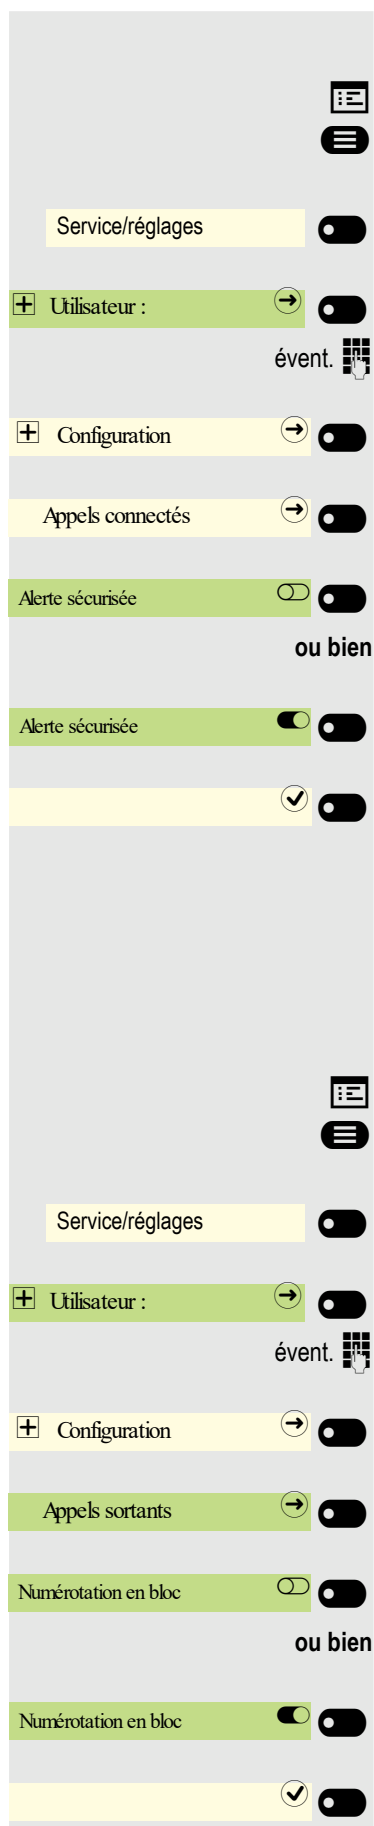 Service/réglages
Utilisateur :
évent.
Configuration
Appels connectés
Alerte sécurisée
ou bien
Alerte sécurisée
Service/réglages
Utilisateur :
évent.
Configuration
Appels sortants
Numérotation en bloc
ou bien
Numérotation en bloc